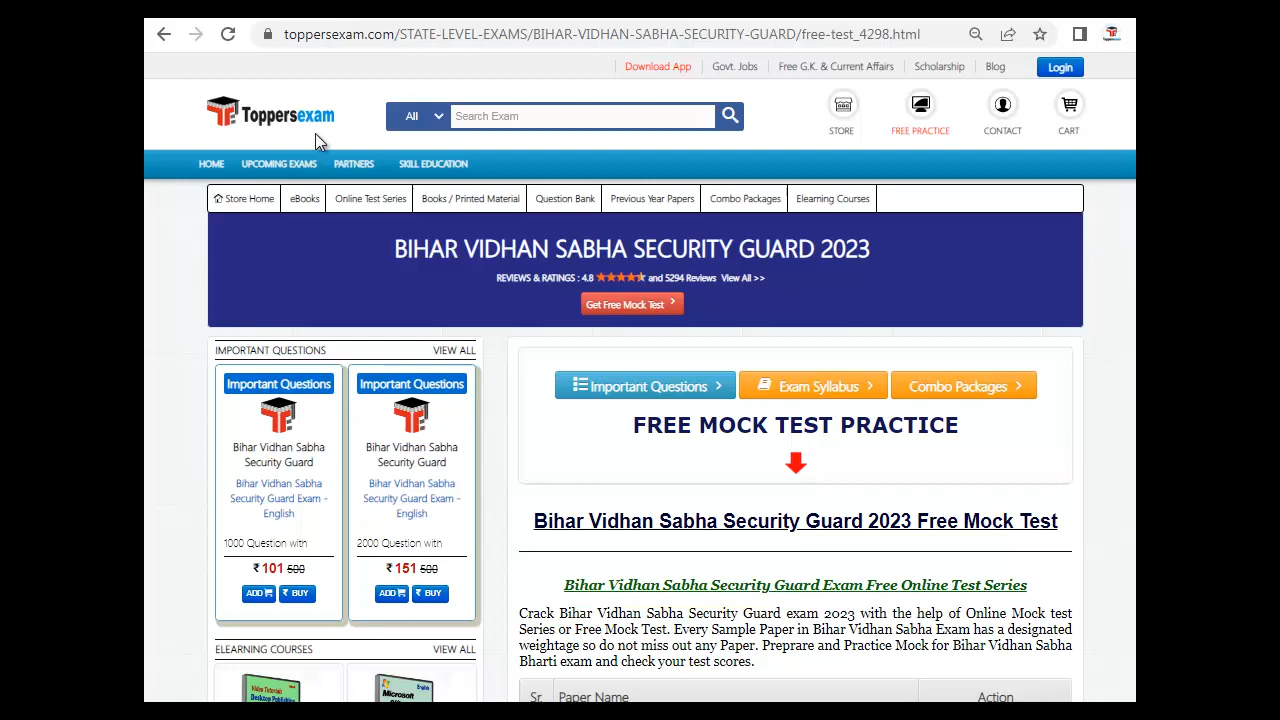 toppersexam.com/STATE-LEVEL-EXAMS/BIHAR-VIDHAN-SABHA-SECURITY-GUARD/free-test_4298.html
Download App
Govt. Jobs
Free G.K. & Current Affairs
Scholarship
Blog
Login
Toppersexam
All
Search Exam
STORE
FREE PRACTICE
CONTACT
CART
HOME
UPCOMING EXAMS
PARTNERS
SKILL EDUCATION
Store Home
eBooks
Online Test Series
Books / Printed Material
Question Bank
Previous Year Papers
Combo Packages
Elearning Courses
BIHAR VIDHAN SABHA SECURITY GUARD 2023
REVIEWS & RATINGS : 4.8 and 5294 Reviews View All >>
Get Free Mock Test
IMPORTANT QUESTIONS
VIEW ALL
Important Questions
Bihar Vidhan Sabha
Security Guard
Bihar Vidhan Sabha
Security Guard Exam -
English
1000 Question with
₹ 101 500
ADD
₹ BUY
Important Questions
Bihar Vidhan Sabha
Security Guard
Bihar Vidhan Sabha
Security Guard Exam -
English
2000 Question with
₹ 151 500
ADD
₹ BUY
ELEARNING COURSES
VIEW ALL
Video Tutorials
Desktop Publishing
Microsoft
English
Important Questions
Exam Syllabus
Combo Packages
FREE MOCK TEST PRACTICE
Bihar Vidhan Sabha Security Guard 2023 Free Mock Test
Bihar Vidhan Sabha Security Guard Exam Free Online Test Series
Crack Bihar Vidhan Sabha Security Guard exam 2023 with the help of Online Mock test
Series or Free Mock Test. Every Sample Paper in Bihar Vidhan Sabha Exam has a designated
weightage so do not miss out any Paper. Preprare and Practice Mock for Bihar Vidhan Sabha
Bharti exam and check your test scores.
Sr.
Paper Name
Action